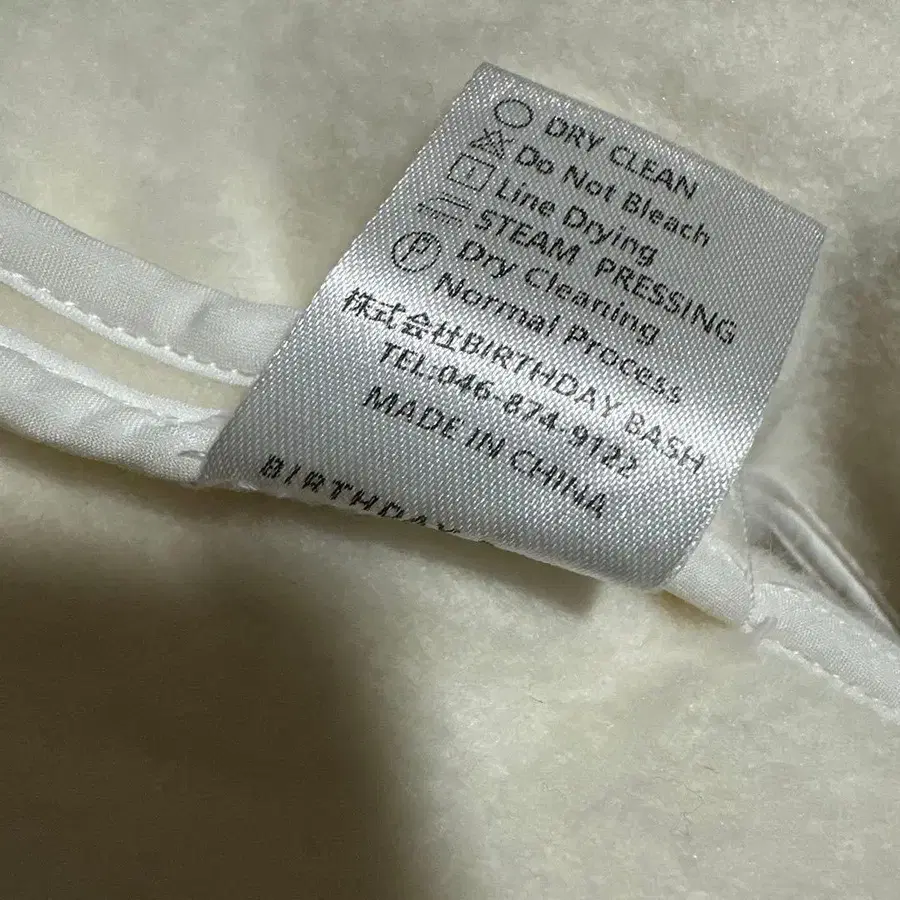 DRY CLEAN
Do Not Bleach
Line Drying
STEAM PRESSING
Ⓟ Dry Cleaning
Normal Process
株式会社BIRTHDAY BASH
TEL:046-874-9122
MADE IN CHINA
BIRTHDAY